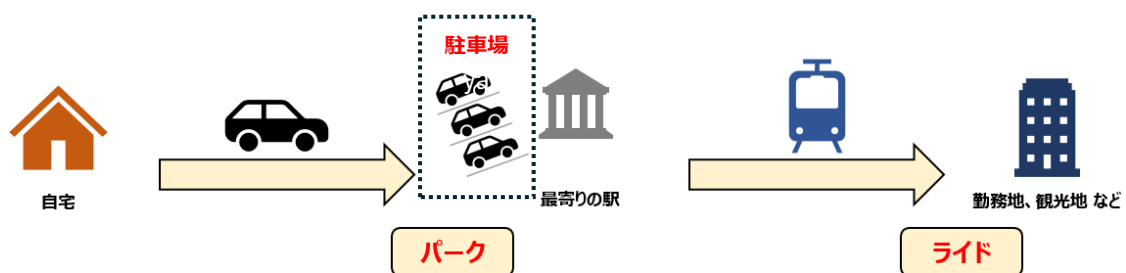 駐車場
自宅
最寄りの駅
勤務地、観光地 など
パーク
ライド